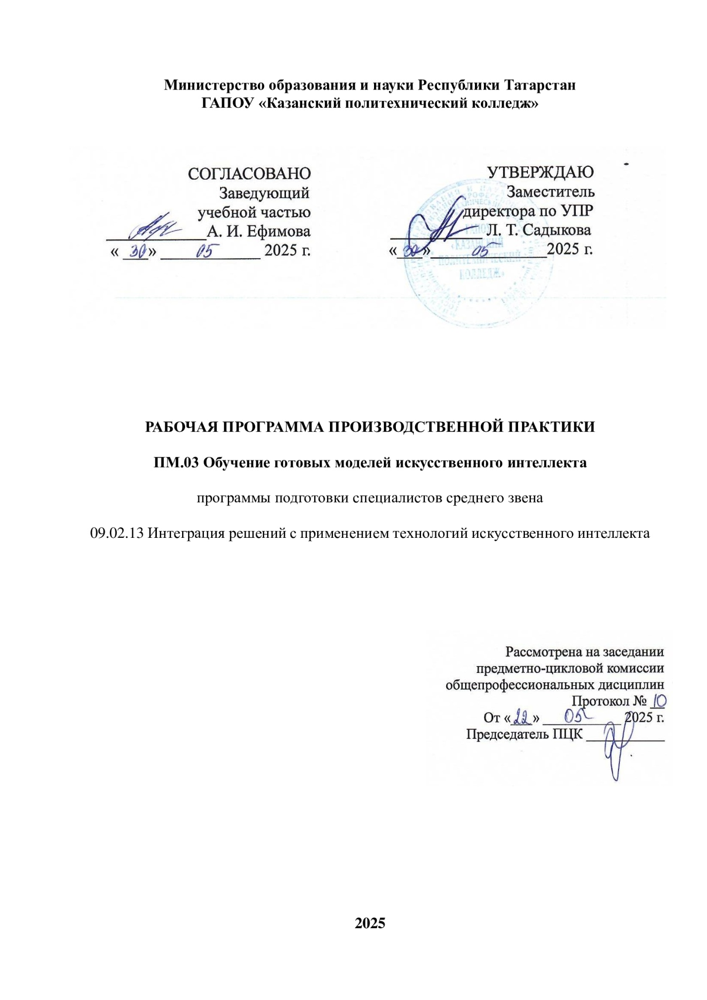 Министерство образования и науки Республики Татарстан
ГАПОУ «Казанский политехнический колледж»
СОГЛАСОВАНО
Заведующий
учебной частью
А. И. Ефимова
« 30 » 05 2025 г.
УТВЕРЖДАЮ
Заместитель
директора по УПР
Л. Т. Садыкова
« 30 » 05 2025 г.
ГАПОУ
«КАЗАНСКИЙ
ПОЛИТЕХНИЧЕСКИЙ
КОЛЛЕДЖ»
РАБОЧАЯ ПРОГРАММА ПРОИЗВОДСТВЕННОЙ ПРАКТИКИ
ПМ.03 Обучение готовых моделей искусственного интеллекта
программы подготовки специалистов среднего звена
09.02.13 Интеграция решений с применением технологий искусственного интеллекта
Рассмотрена на заседании
предметно-цикловой комиссии
общепрофессиональных дисциплин
Протокол № 10
От « 22 » 05 2025 г.
Председатель ПЦК
2025